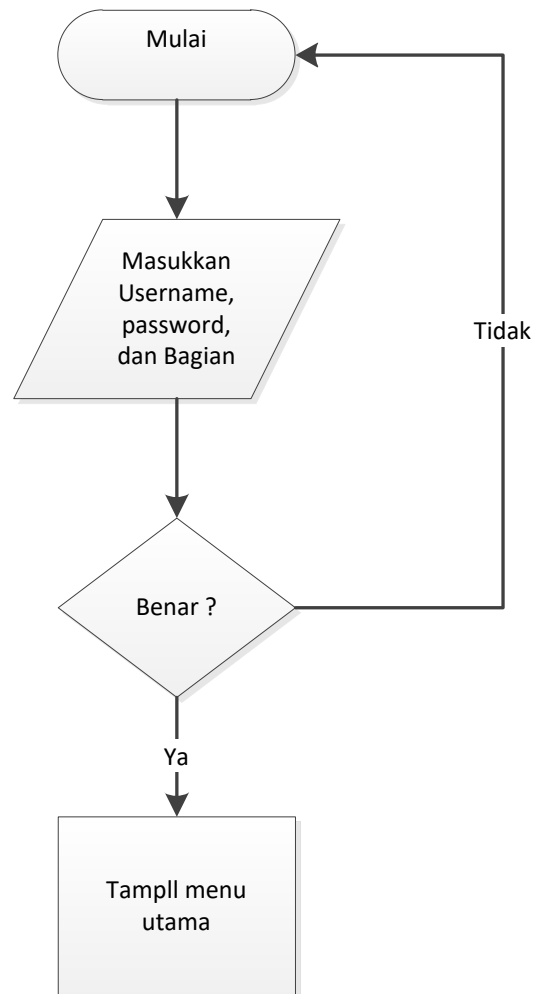 Mulai
Masukkan
Username,
password,
dan Bagian
Tidak
Benar ?
Ya
Tampll menu
utama